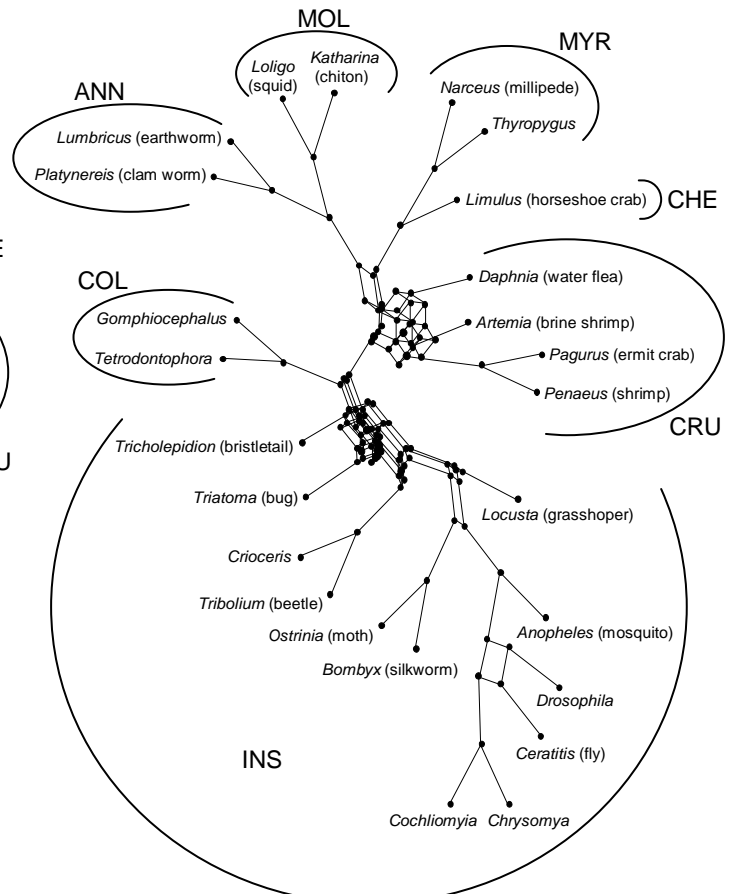 MOL
MYR
Loligo
(squid)
Katharina
(chiton)
Narceus (millipede)
ANN
Thyropygus
Lumbricus (earthworm)
Platynereis (clam worm)
Limulus (horseshoe crab)
CHE
E
COL
Daphnia (water flea)
Gomphiocephalus
Artemia (brine shrimp)
Tetrodontophora
Pagurus (ermit crab)
Penaeus (shrimp)
CRU
U
Tricholepidion (bristletail)
Triatoma (bug)
Locusta (grasshoper)
Crioceris
Tribolium (beetle)
Ostrinia (moth)
Anopheles (mosquito)
Bombyx (silkworm)
Drosophila
Ceratitis (fly)
INS
Cochliomyia
Chrysomya